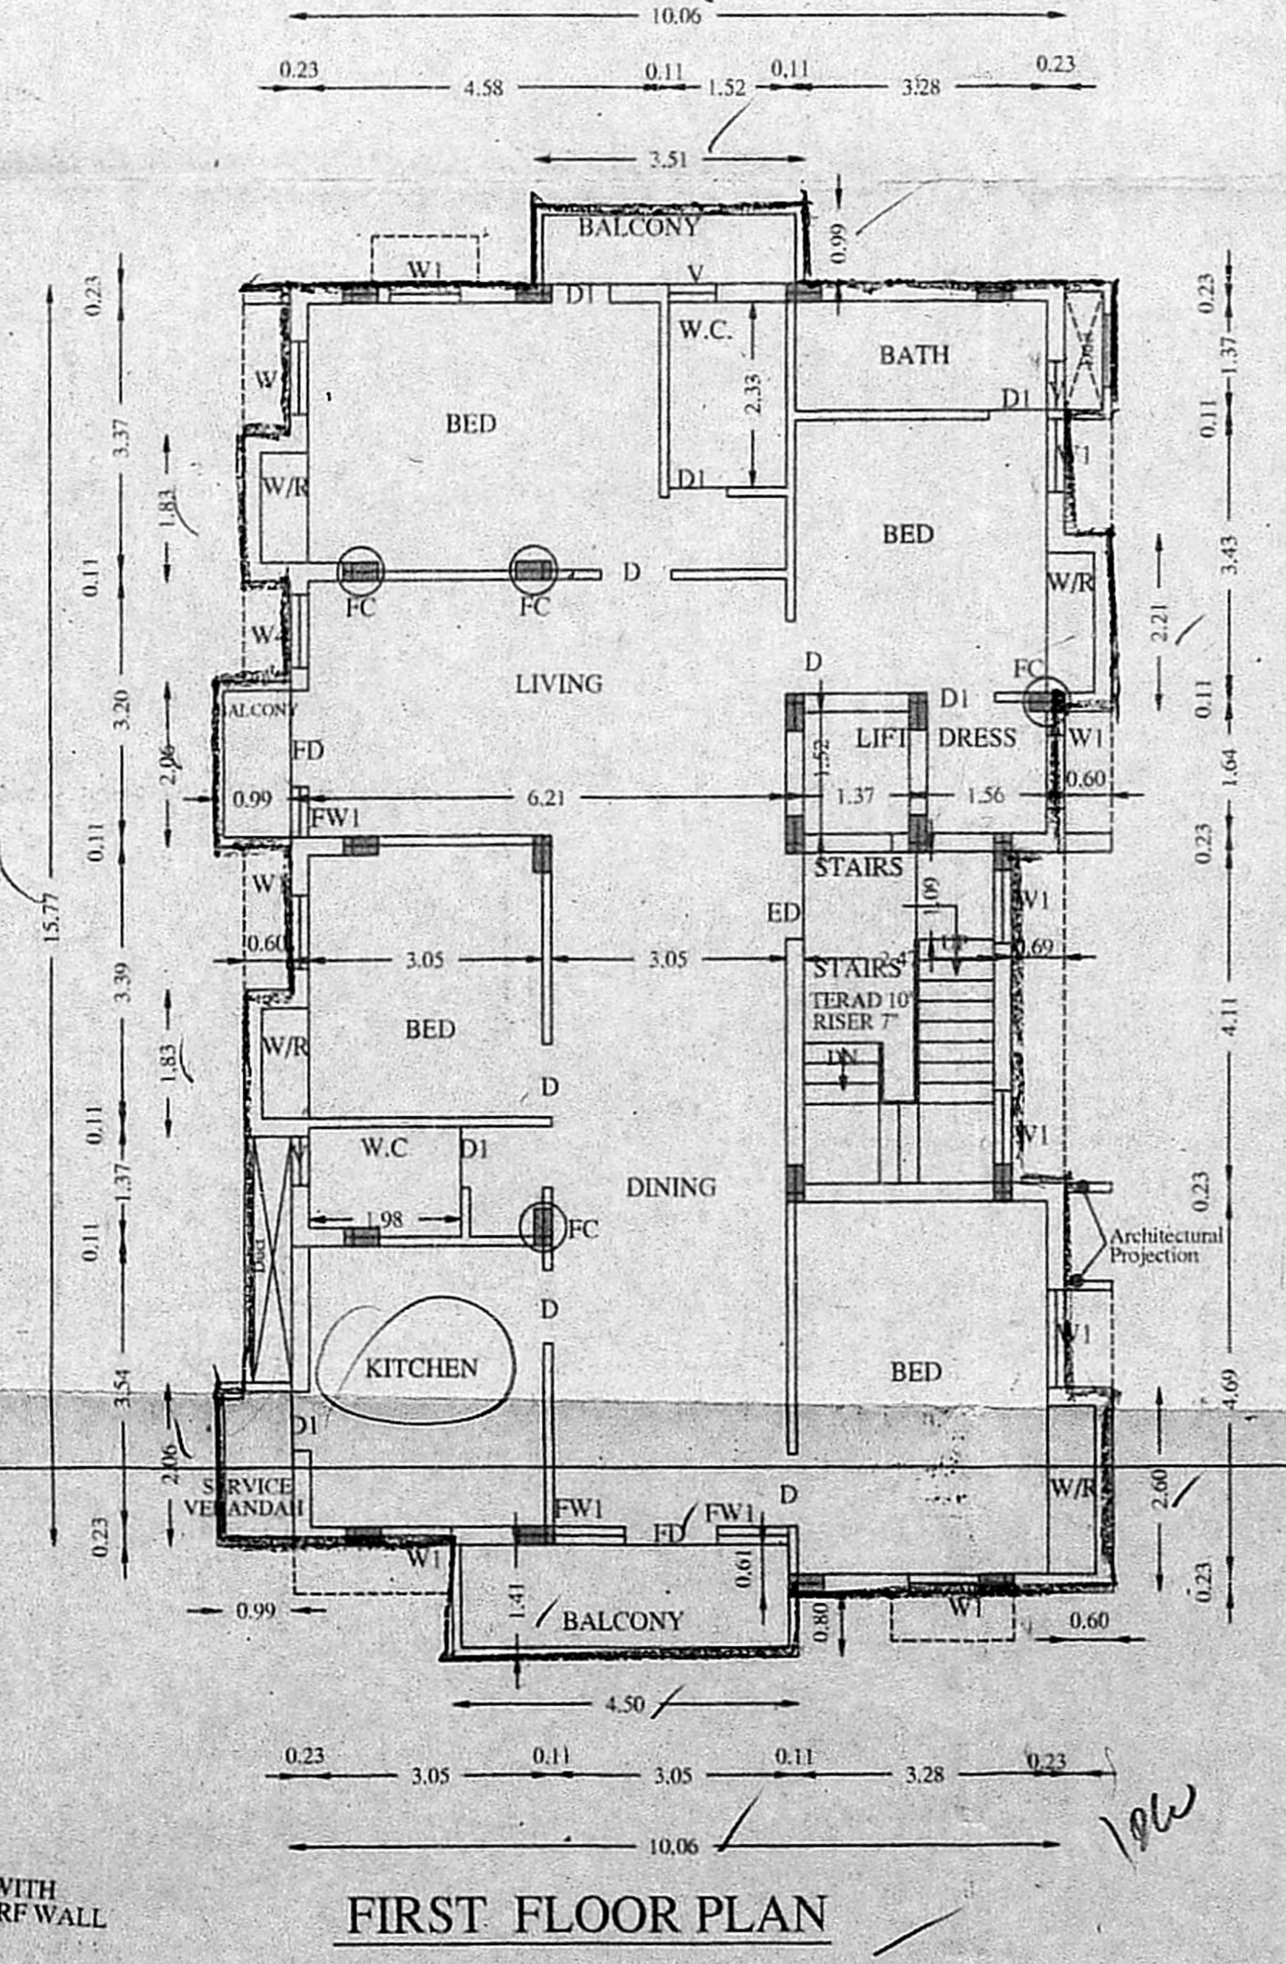 10.06
0.23 4.58 0.11 1.52 0.11 3.28 0.23
3.51
BALCONY
0.99
W1
D1
V
0.23
0.23
W.C.
BATH
1.37
W
2.33
D1
V
BED
0.11
3.37
D1
W/R
1.83
BED
3.43
0.11
D
W/R
FC
FC
2.21
W
D
FC
LIVING
D1
0.11
BALCONY
3.20
FD
LIFT
DRESS
W1
2.06
1.52
1.64
0.99
6.21
1.37
1.56
0.60
FW1
0.11
0.23
STAIRS
W
1.09
W1
ED
15.77
0.60
3.05
3.05
STAIRS
2.47
UP
0.69
3.39
TERAD 10"
RISER 7"
4.11
BED
W/R
1.83
DN
D
0.11
W.C
D1
V
W1
1.37
DINING
0.23
1.98
FC
0.11
Duct
Architectural
Projection
D
W1
KITCHEN
BED
3.54
4.69
D1
2.06
SERVICE
VERANDAH
W/R
2.60
D
FW1
FD
FW1
0.23
W1
0.61
0.23
0.99
1.41
BALCONY
0.80
W1
0.60
4.50
0.23 3.05 0.11 3.05 0.11 3.28 0.23
10.06
WITH
RF WALL
FIRST FLOOR PLAN